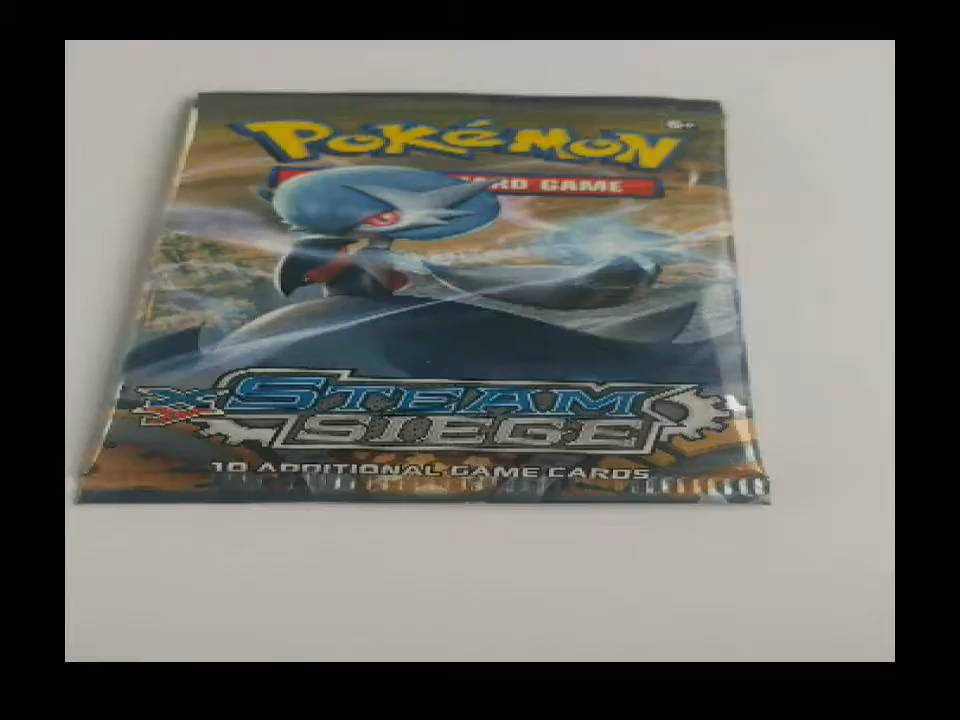 POKéMON
CARD GAME
6+
XY
STEAM
SIEGE
10 ADDITIONAL GAME CARDS